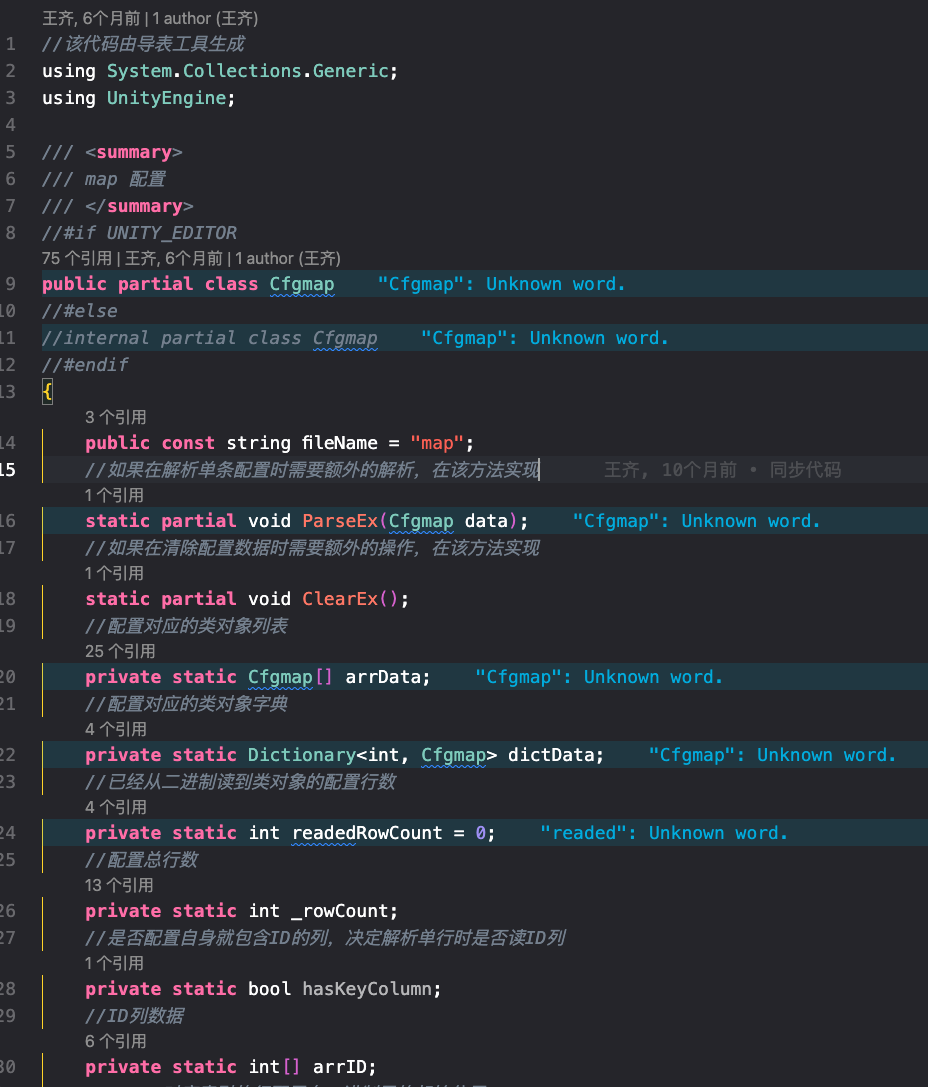 王齐, 6个月前 | 1 author (王齐)
1 //该代码由导表工具生成
2 using System.Collections.Generic;
3 using UnityEngine;
4
5 /// <summary>
6 /// map 配置
7 /// </summary>
8 //#if UNITY_EDITOR
75 个引用 | 王齐, 6个月前 | 1 author (王齐)
9 public partial class Cfgmap "Cfgmap": Unknown word.
10 //#else
11 //internal partial class Cfgmap "Cfgmap": Unknown word.
12 //#endif
13 {
3 个引用
14 public const string fileName = "map";
15 //如果在解析单条配置时需要额外的解析，在该方法实现 王齐, 10个月前 • 同步代码
1 个引用
16 static partial void ParseEx(Cfgmap data); "Cfgmap": Unknown word.
17 //如果在清除配置数据时需要额外的操作，在该方法实现
1 个引用
18 static partial void ClearEx();
19 //配置对应的类对象列表
25 个引用
20 private static Cfgmap[] arrData; "Cfgmap": Unknown word.
21 //配置对应的类对象字典
4 个引用
22 private static Dictionary<int, Cfgmap> dictData; "Cfgmap": Unknown word.
23 //已经从二进制读到类对象的配置行数
4 个引用
24 private static int readedRowCount = 0; "readed": Unknown word.
25 //配置总行数
13 个引用
26 private static int _rowCount;
27 //是否配置自身就包含ID的列，决定解析单行时是否读ID列
1 个引用
28 private static bool hasKeyColumn;
29 //ID列数据
6 个引用
30 private static int[] arrID;